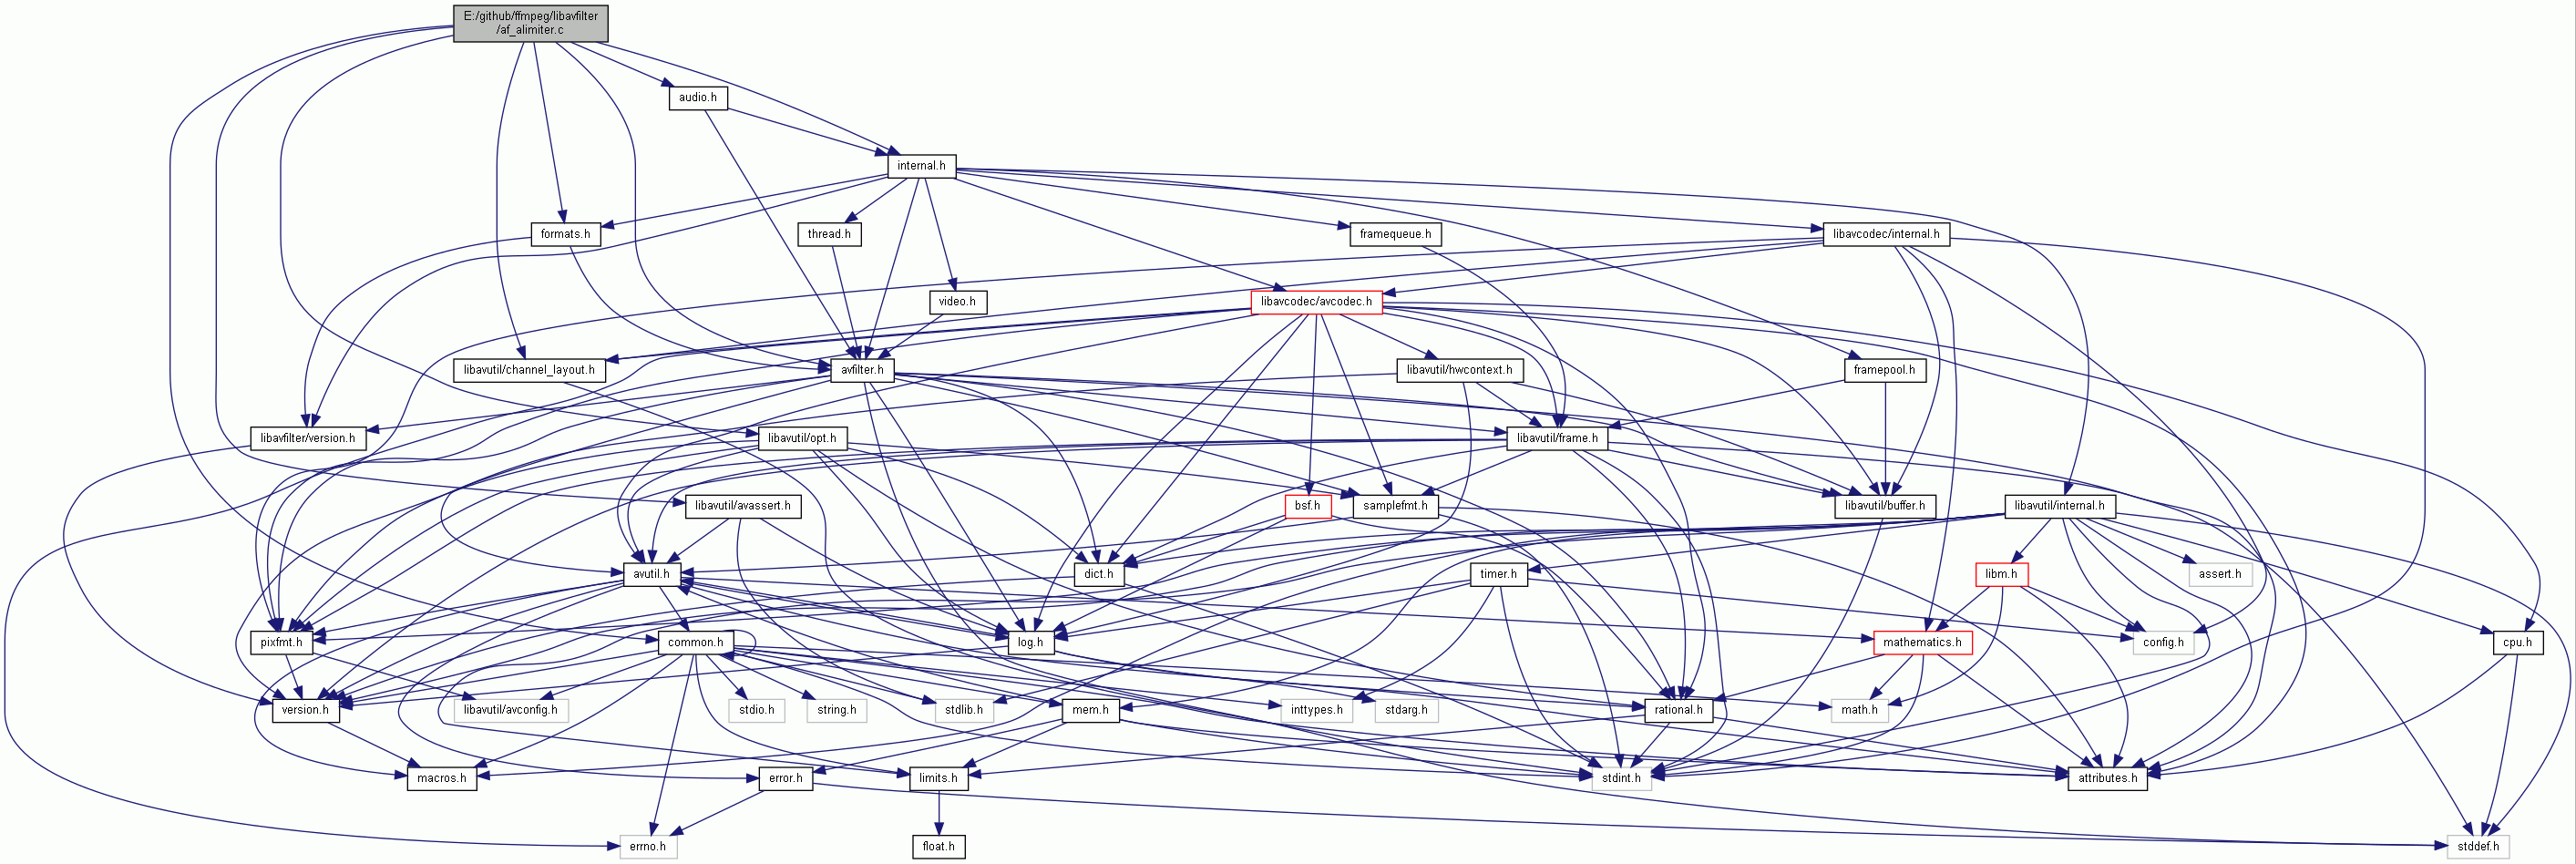 E:/github/ffmpeg/libavfilter
/af_alimiter.c
audio.h
internal.h
formats.h
thread.h
framequeue.h
libavcodec/internal.h
video.h
libavcodec/avcodec.h
libavutil/channel_layout.h
avfilter.h
libavutil/hwcontext.h
framepool.h
libavfilter/version.h
libavutil/opt.h
libavutil/frame.h
libavutil/avassert.h
bsf.h
samplefmt.h
libavutil/buffer.h
libavutil/internal.h
avutil.h
dict.h
timer.h
libm.h
assert.h
pixfmt.h
common.h
log.h
mathematics.h
config.h
cpu.h
version.h
libavutil/avconfig.h
stdio.h
string.h
stdlib.h
mem.h
inttypes.h
stdarg.h
rational.h
math.h
macros.h
error.h
limits.h
stdint.h
attributes.h
errno.h
float.h
stddef.h